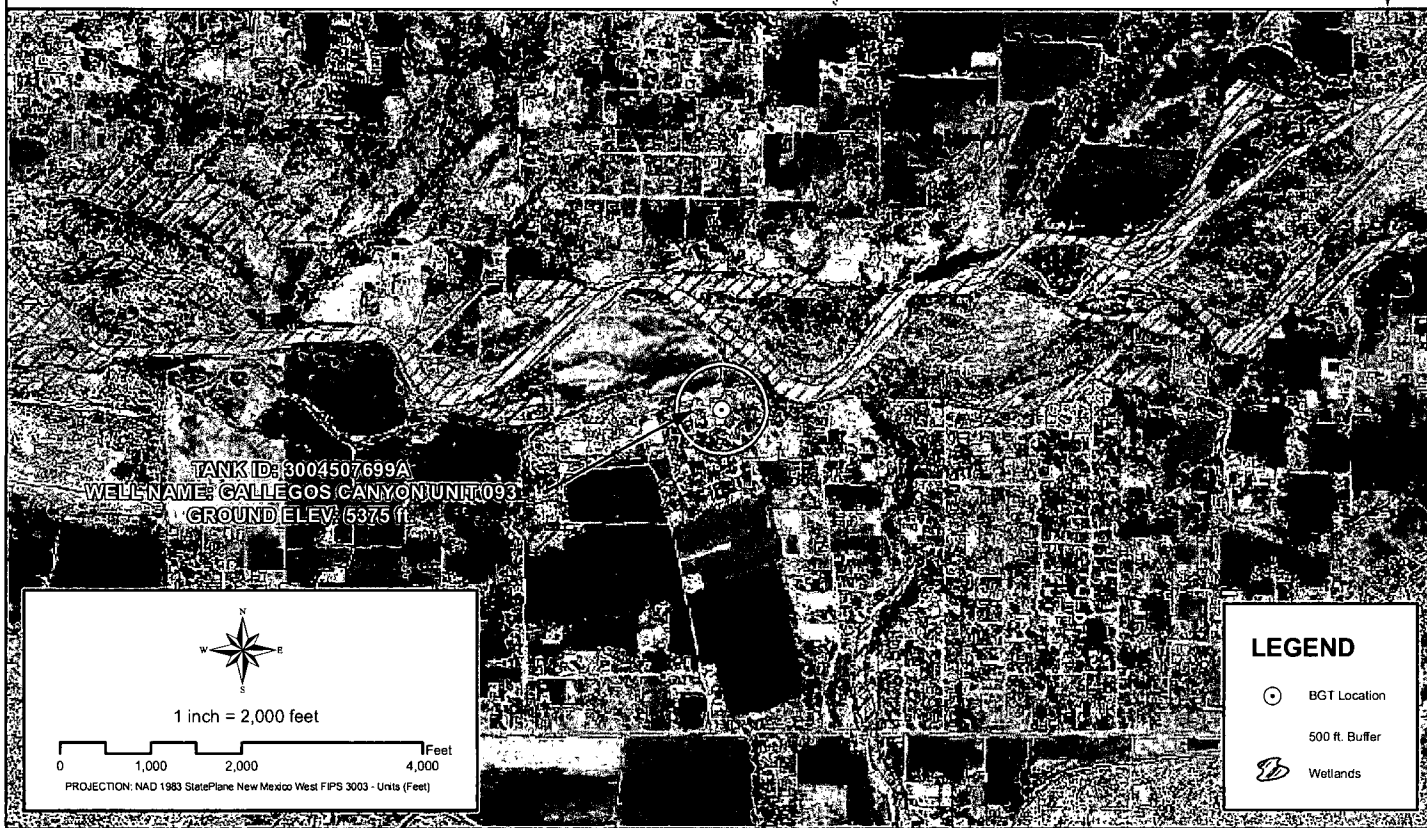 TANK ID: 3004507699A
WELL NAME: GALLEGOS CANYON UNIT 093
GROUND ELEV: 5375 ft
N
W E
S
1 inch = 2,000 feet
Feet
0 1,000 2,000 4,000
PROJECTION: NAD 1983 StatePlane New Mexico West FIPS 3003 - Units (Feet)
LEGEND
BGT Location
500 ft. Buffer
Wetlands